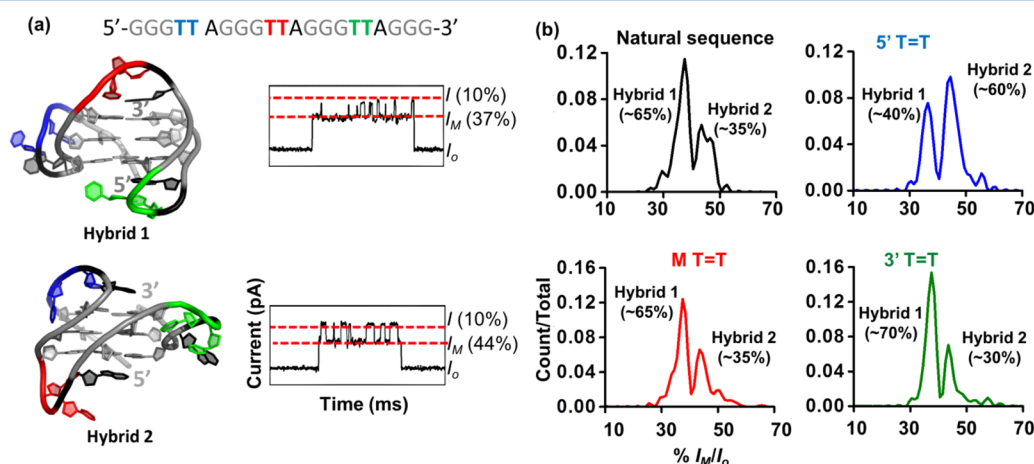 (a)
5'-GGGTT AGGGTTAGGGTTAGGG-3'
3'
5'
Hybrid 1
I (10%)
I_M (37%)
I_o
3'
5'
Hybrid 2
Current (pA)
I (10%)
I_M (44%)
I_o
Time (ms)
(b)
Natural sequence
0.12
0.08
0.04
0.00
Hybrid 1
(~65%)
Hybrid 2
(~35%)
10 30 50 70
5' T=T
0.12
0.08
0.04
0.00
Hybrid 1
(~40%)
Hybrid 2
(~60%)
10 30 50 70
M T=T
Count/Total
0.16
0.12
0.08
0.04
0.00
Hybrid 1
(~65%)
Hybrid 2
(~35%)
10 30 50 70
3' T=T
0.16
0.12
0.08
0.04
0.00
Hybrid 1
(~70%)
Hybrid 2
(~30%)
10 30 50 70
% I_M/I_o